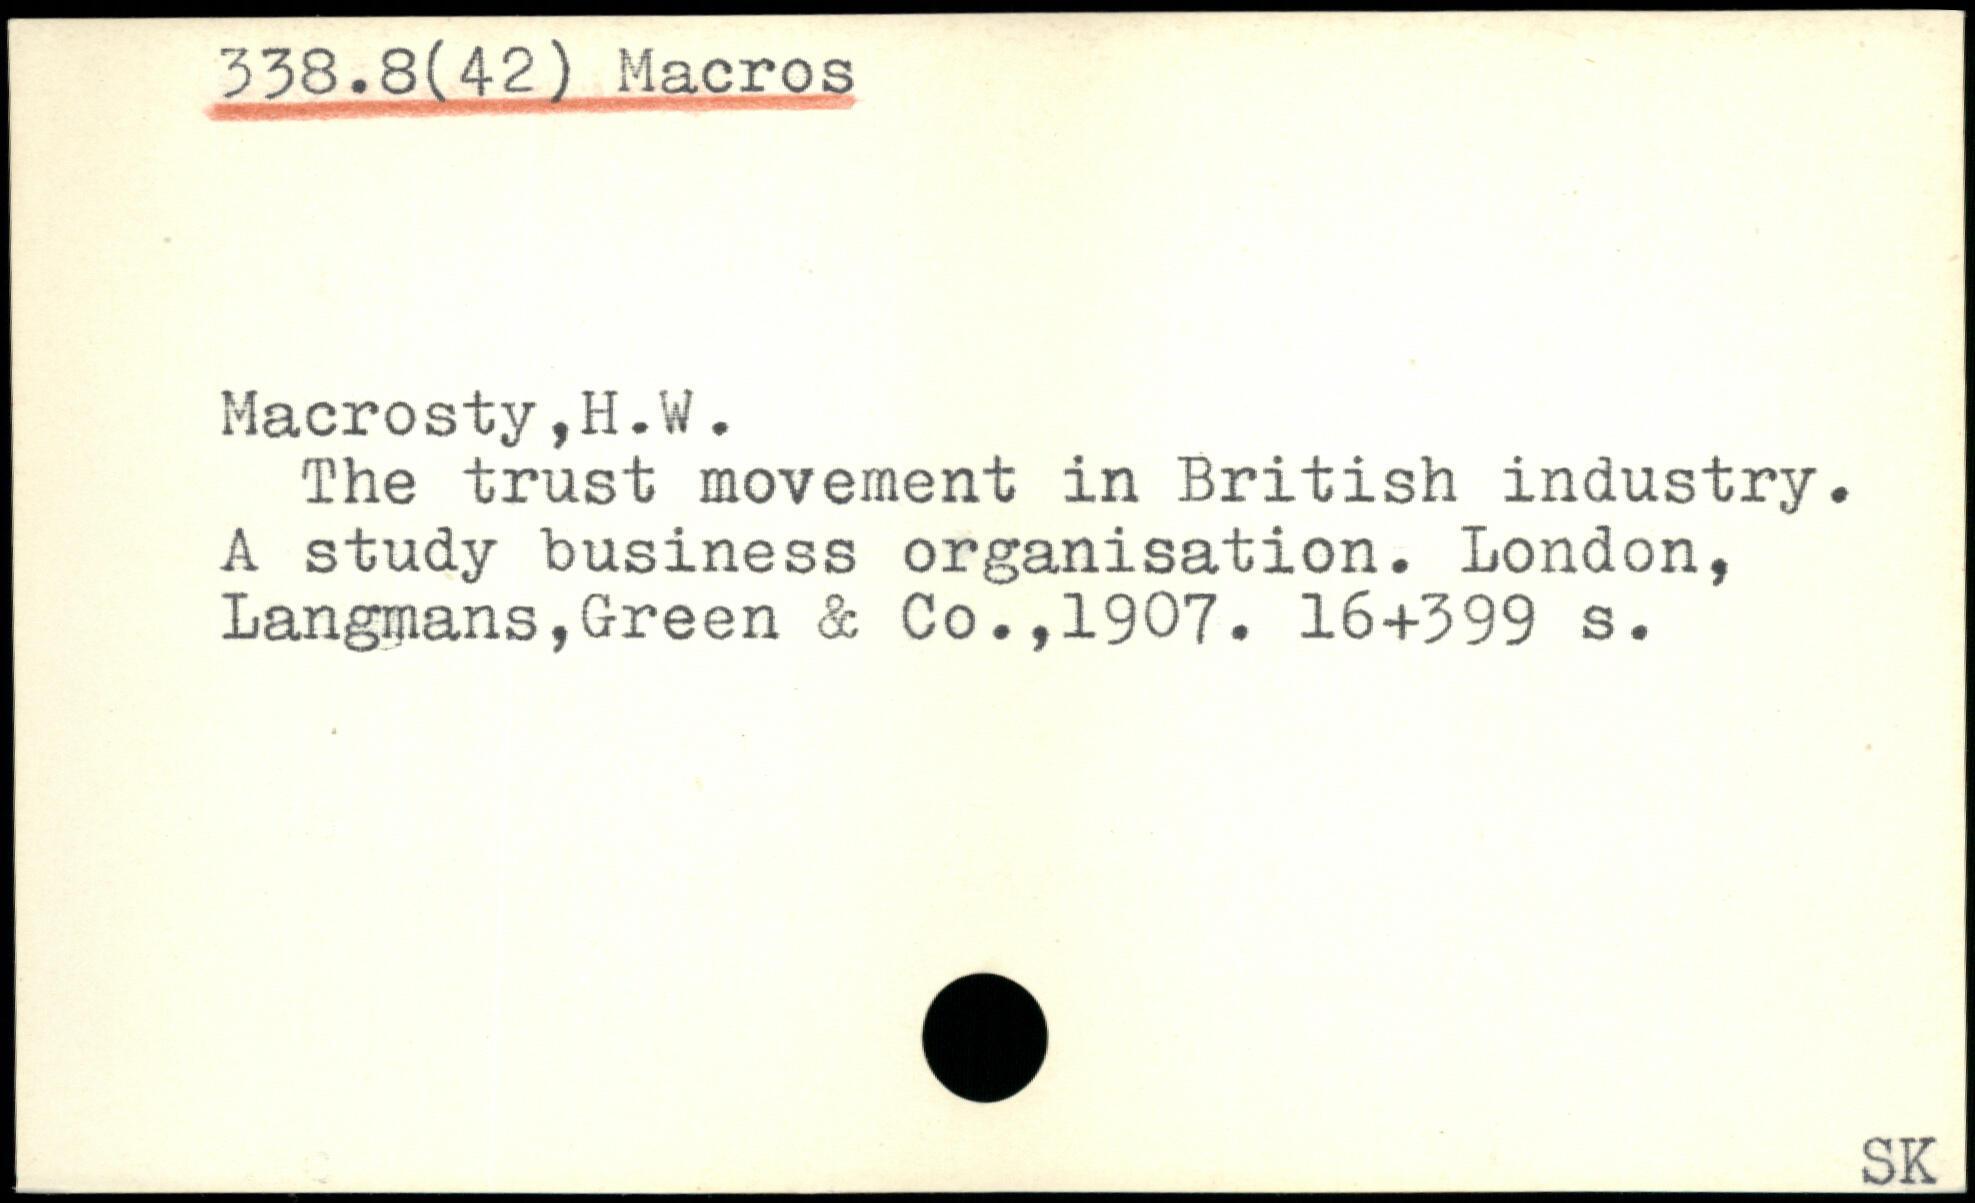 338.8(42) Macros
Macrosty,H.W.
The trust movement in British industry.
A study business organisation. London,
Langmans,Green & Co.,1907. 16+399 s.
SK